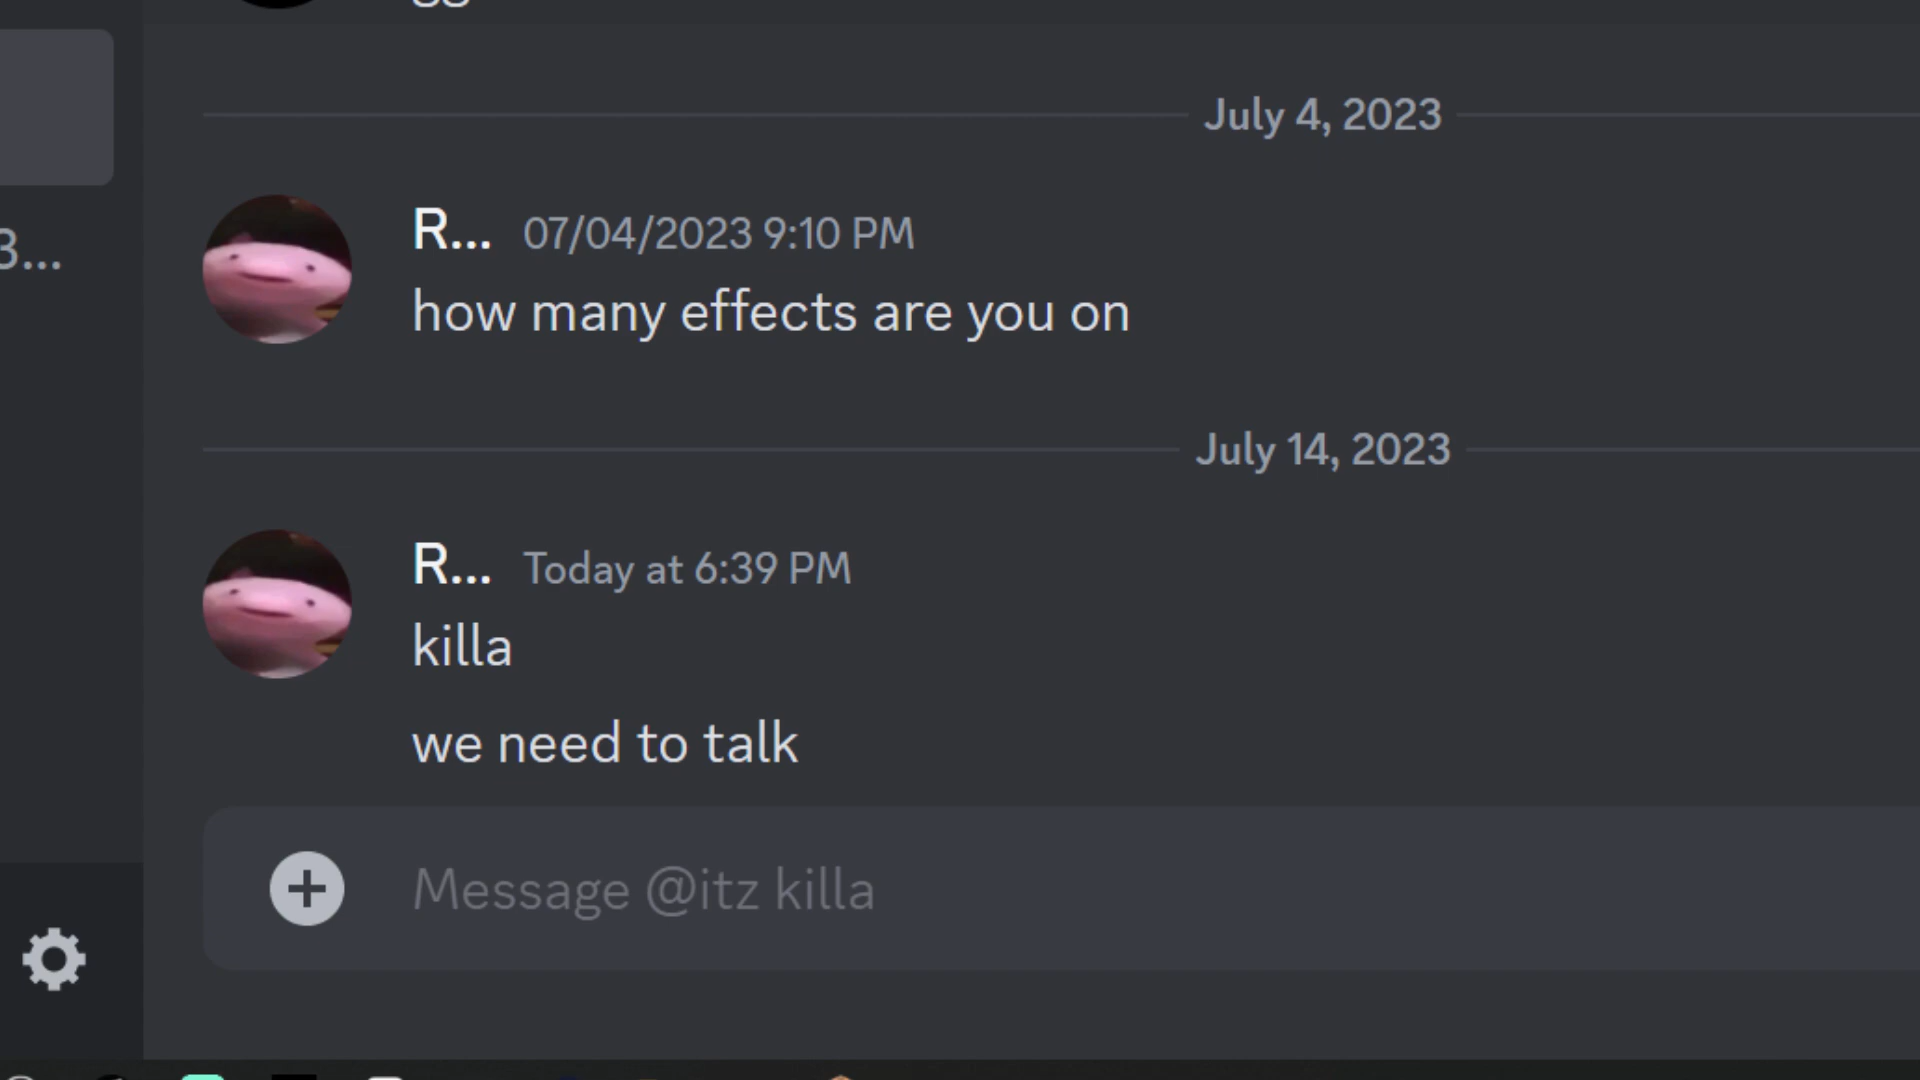 July 4, 2023
R... 07/04/2023 9:10 PM
how many effects are you on
3...
July 14, 2023
R... Today at 6:39 PM
killa
we need to talk
Message @itz killa